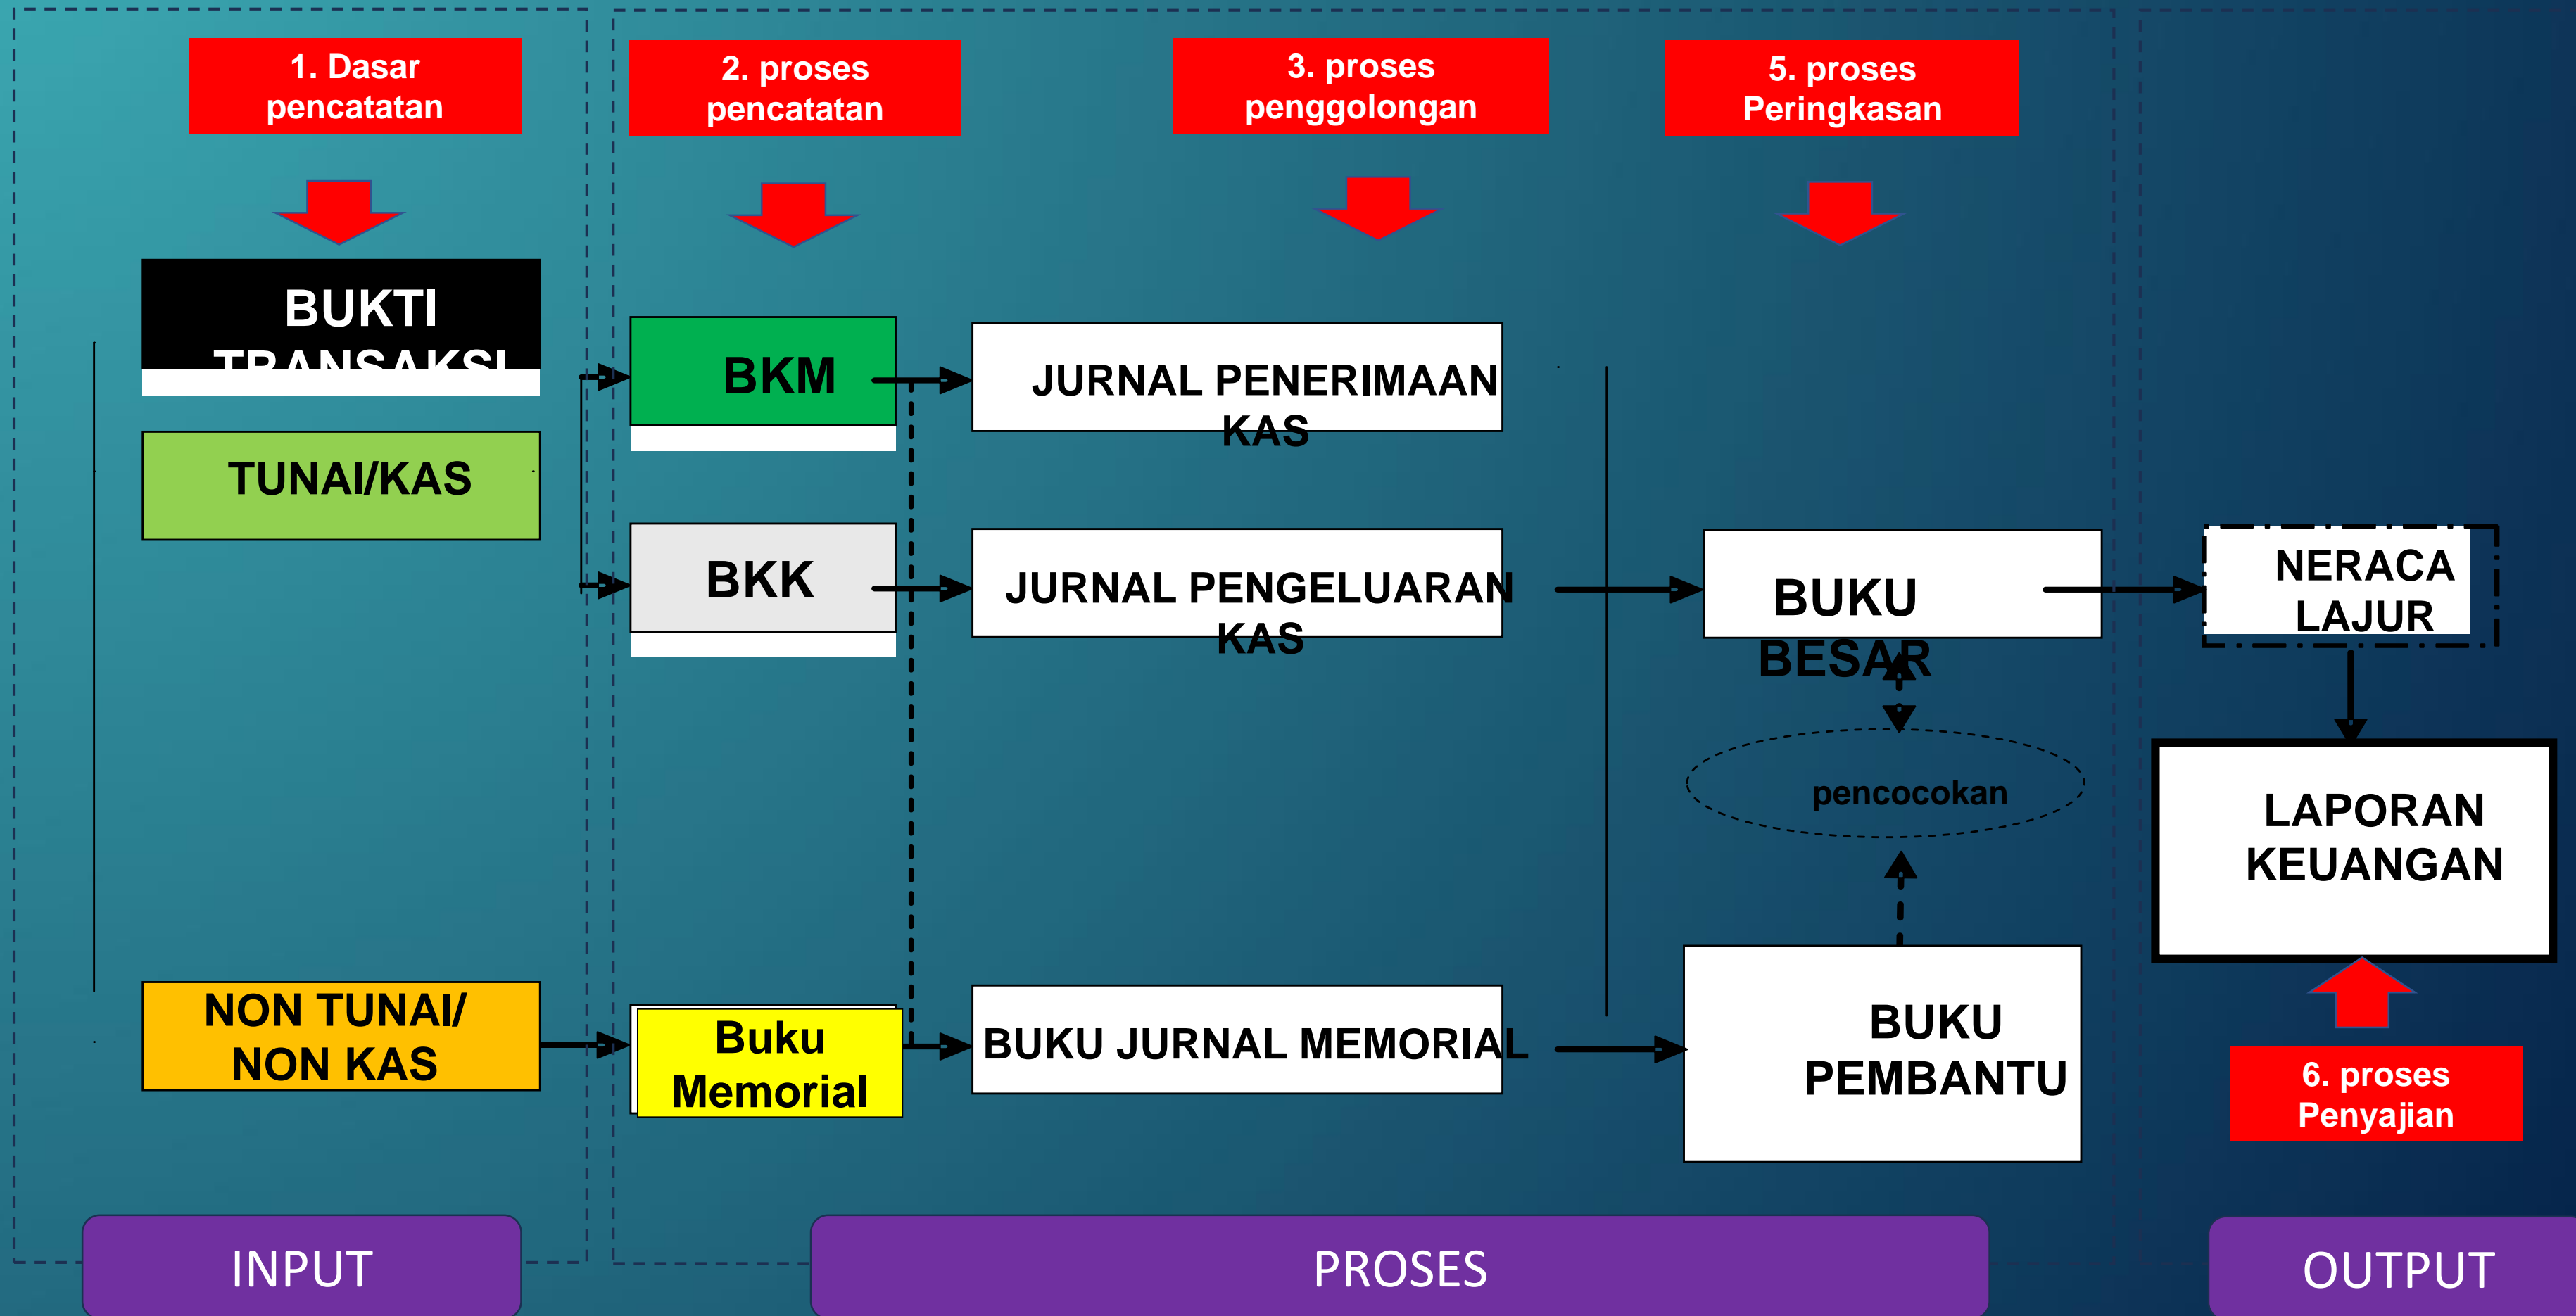 1. Dasar
pencatatan
2. proses
pencatatan
3. proses
penggolongan
5. proses
Peringkasan
BUKTI
TRANSAKSI
TUNAI/KAS
NON TUNAI/
NON KAS
BKM
BKK
Buku
Memorial
JURNAL PENERIMAAN
KAS
JURNAL PENGELUARAN
KAS
BUKU JURNAL MEMORIAL
BUKU
BESAR
pencocokan
BUKU
PEMBANTU
NERACA
LAJUR
LAPORAN
KEUANGAN
6. proses
Penyajian
INPUT
PROSES
OUTPUT